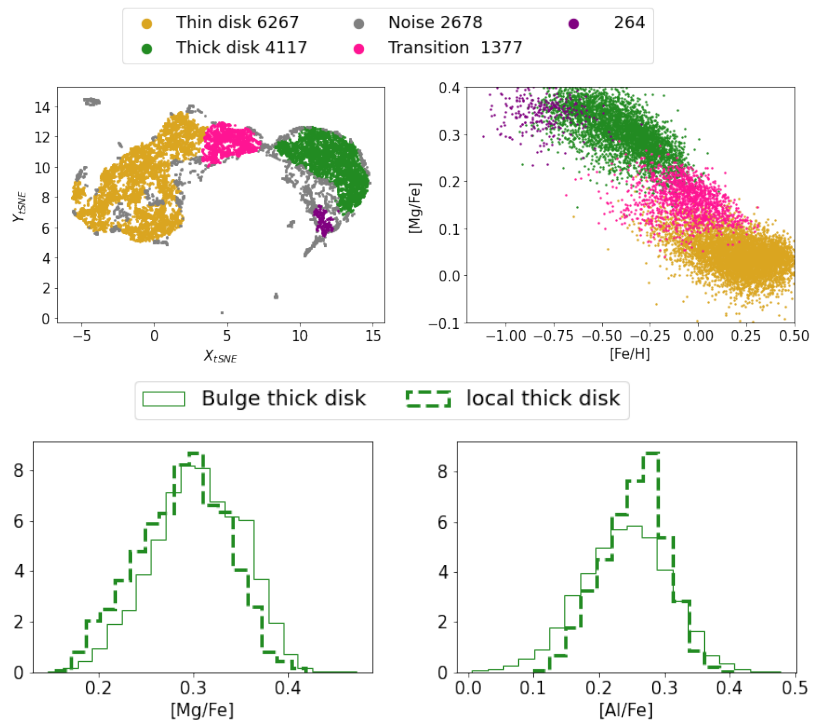 Thin disk 6267 Noise 2678 264
Thick disk 4117 Transition 1377
14
12
10
8
6
4
2
0
Y_tSNE
−5 0 5 10 15
X_tSNE
0.4
0.3
0.2
0.1
0.0
−0.1
[Mg/Fe]
−1.00 −0.75 −0.50 −0.25 0.00 0.25 0.50
[Fe/H]
Bulge thick disk local thick disk
8
6
4
2
0
0.2 0.3 0.4
[Mg/Fe]
8
6
4
2
0
0.0 0.1 0.2 0.3 0.4 0.5
[Al/Fe]